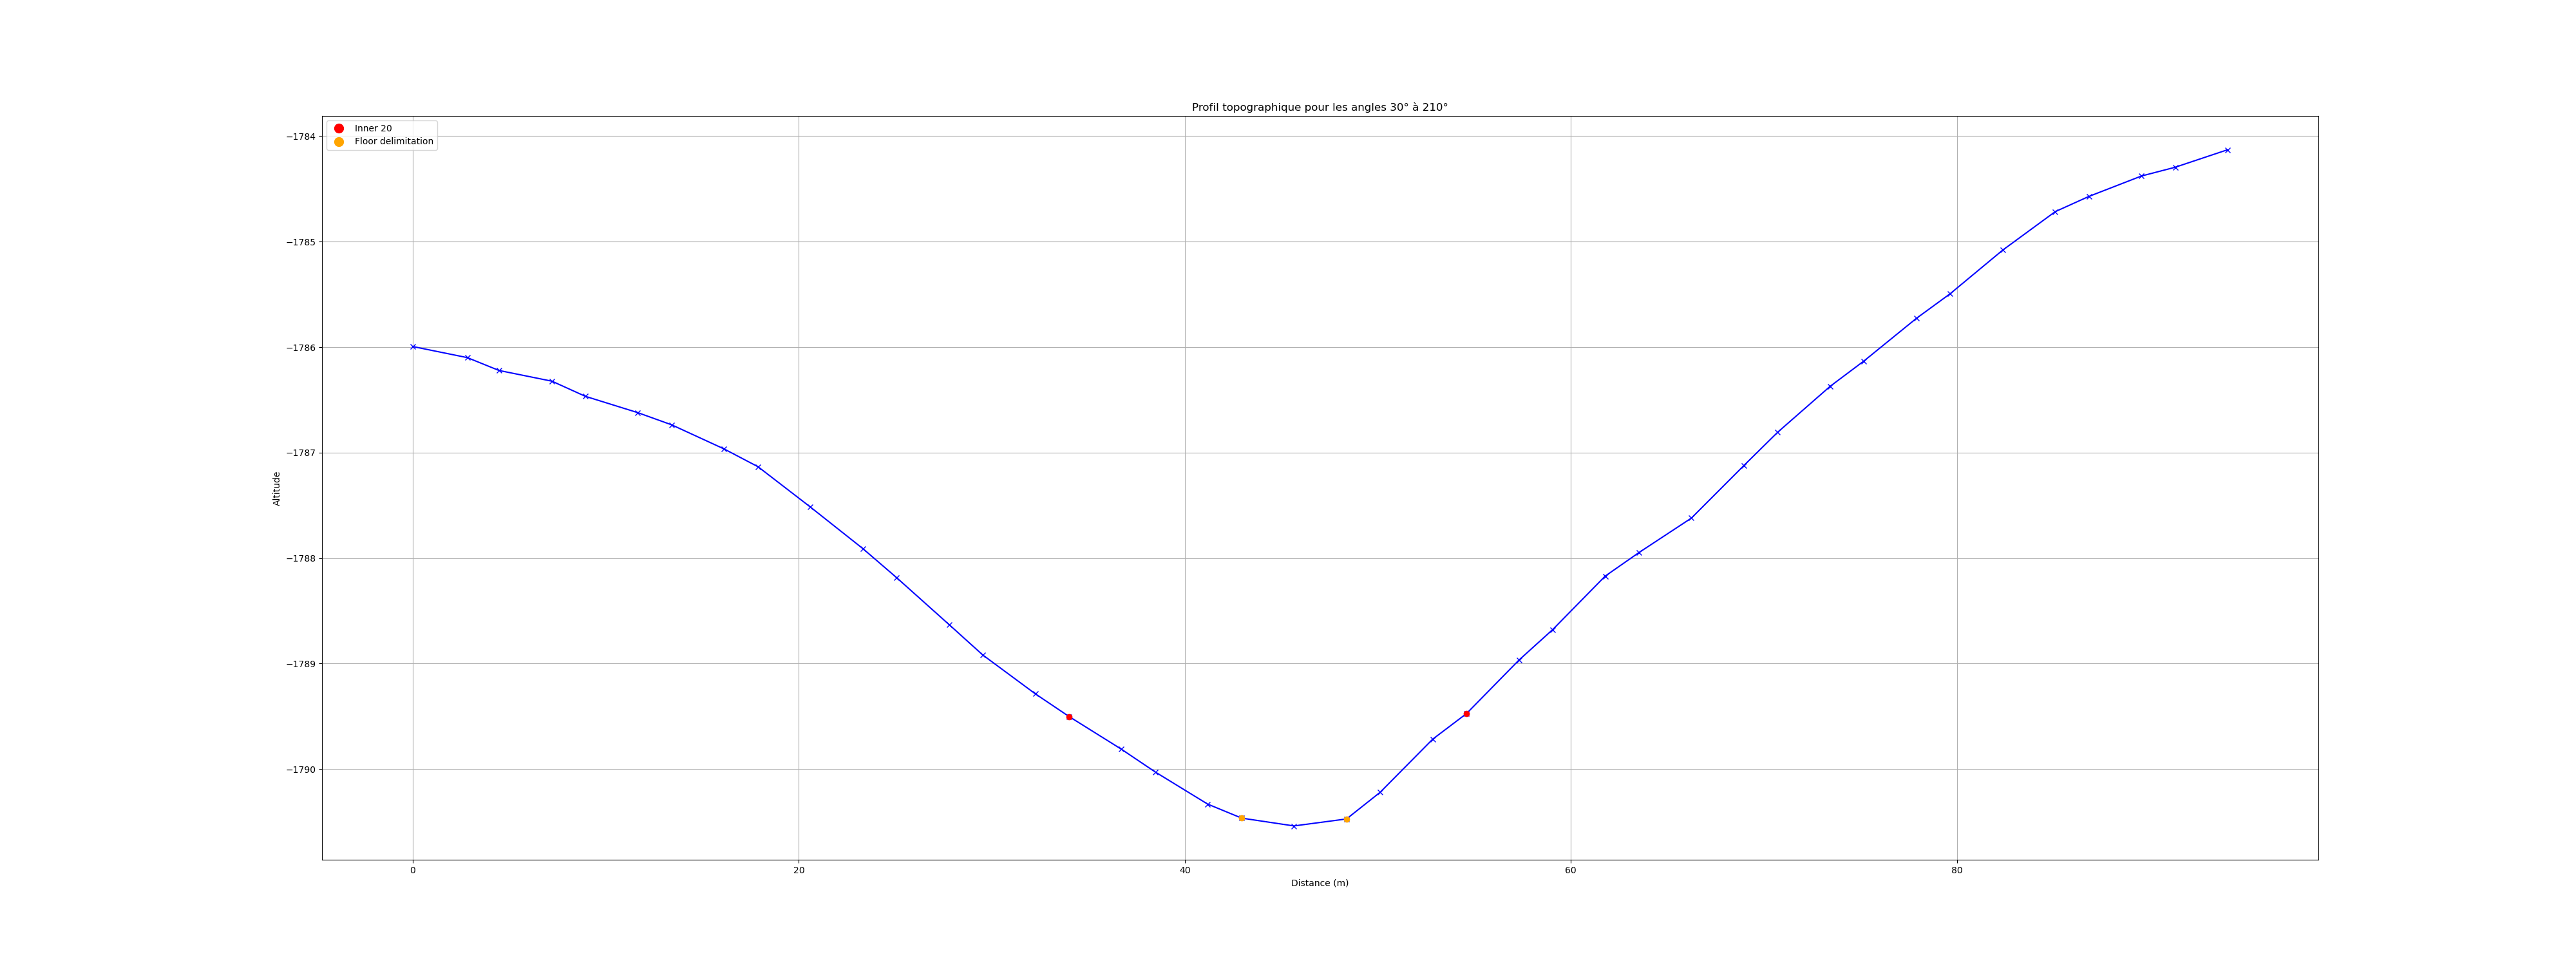 Profil topographique pour les angles 30° à 210°
Inner 20
Floor delimitation
−1784
−1785
−1786
−1787
−1788
−1789
−1790
Altitude
0 20 40 60 80
Distance (m)